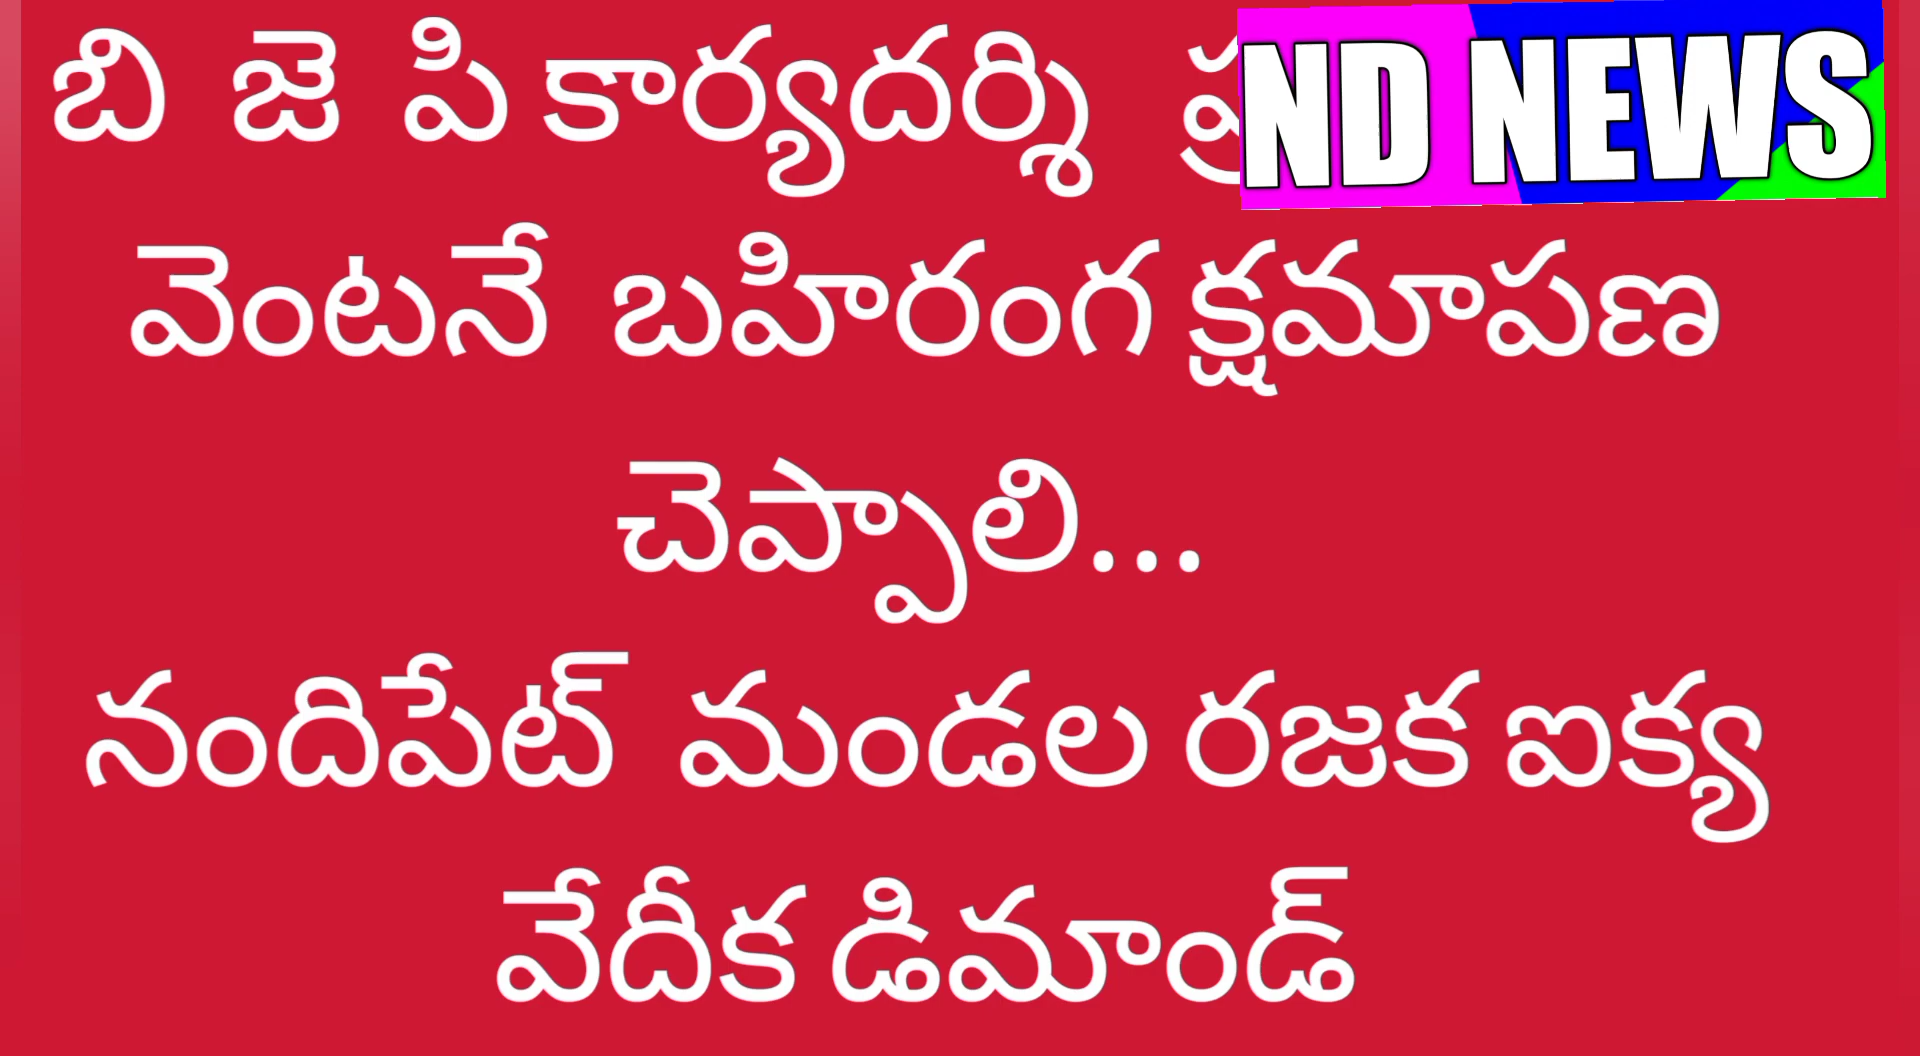 బి జె పి కార్యదర్శి
ND NEWS
వెంటనే బహిరంగ క్షమాపణ
చెప్పాలి...
నందిపేట్ మండల రజక ఐక్య
వేదీక డిమాండ్